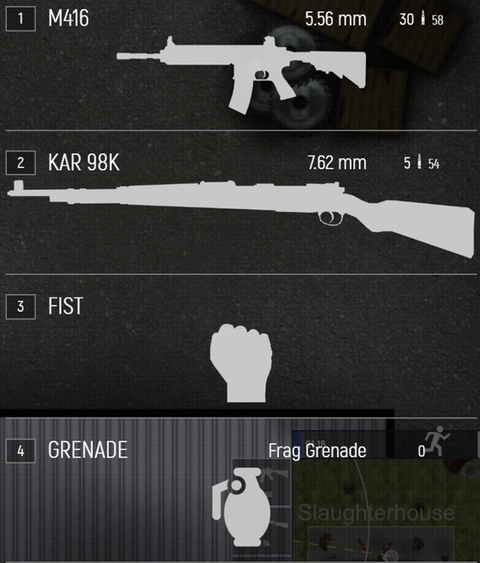 1 M416 5.56 mm 30 58
2 KAR 98K 7.62 mm 5 54
3 FIST
4 GRENADE Frag Grenade 0
Slaughterhouse